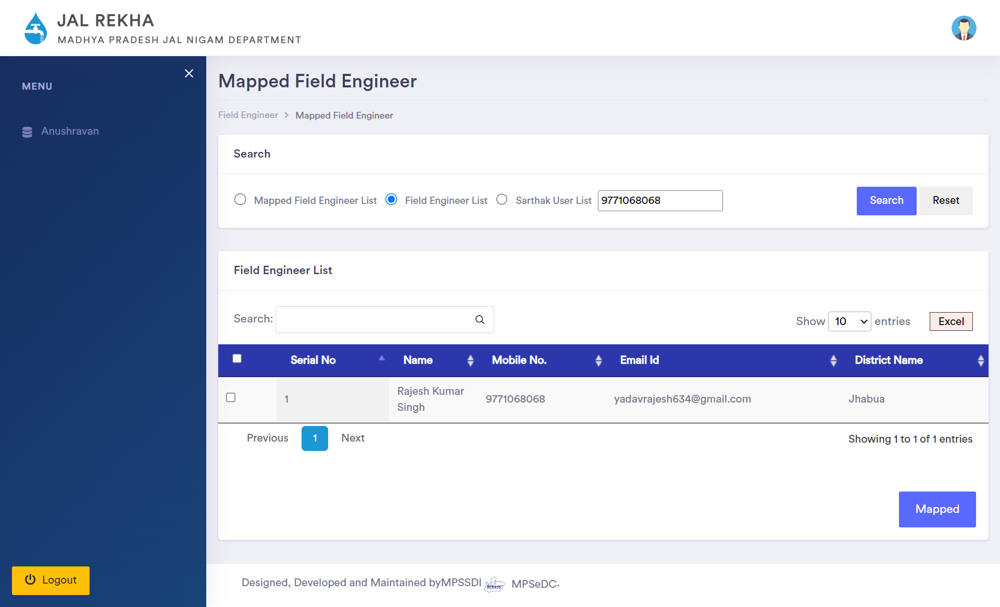 JAL REKHA
MADHYA PRADESH JAL NIGAM DEPARTMENT
MENU
Anushravan
Logout
Mapped Field Engineer
Field Engineer > Mapped Field Engineer
Search
Mapped Field Engineer List Field Engineer List Sarthak User List 9771068068 Search Reset
Field Engineer List
Search: Show 10 entries Excel
Serial No Name Mobile No. Email Id District Name
1 Rajesh Kumar Singh 9771068068 yadavrajesh634@gmail.com Jhabua
Previous 1 Next Showing 1 to 1 of 1 entries
Mapped
Designed, Developed and Maintained byMPSSDI MPSeDC MPSeDC.